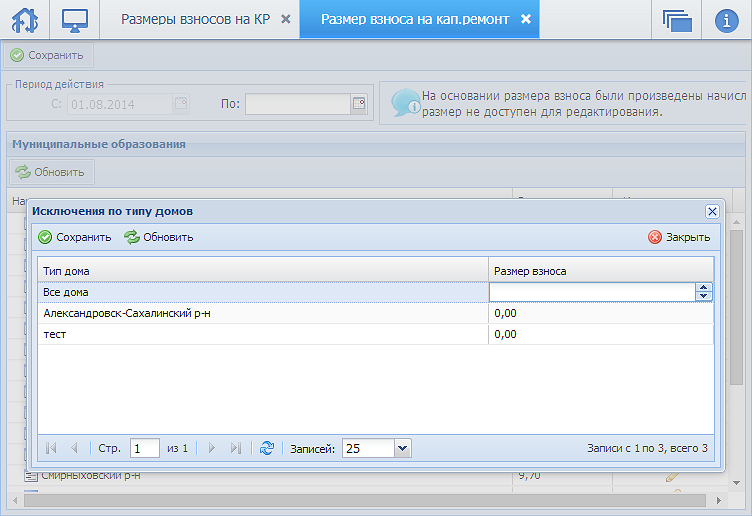 Размеры взносов на КР
Размер взноса на кап.ремонт
Сохранить
Период действия
С: 01.08.2014
По:
На основании размера взноса были произведены
размер не доступен для редактирования.
Муниципальные образования
Обновить
Исключения по типу домов
Сохранить Обновить Закрыть
Тип дома Размер взноса
Все дома
Александровск-Сахалинский р-н 0,00
тест 0,00
Стр. 1 из 1 Записей: 25 Записи с 1 по 3, всего 3
Смирныховский р-н 9,70